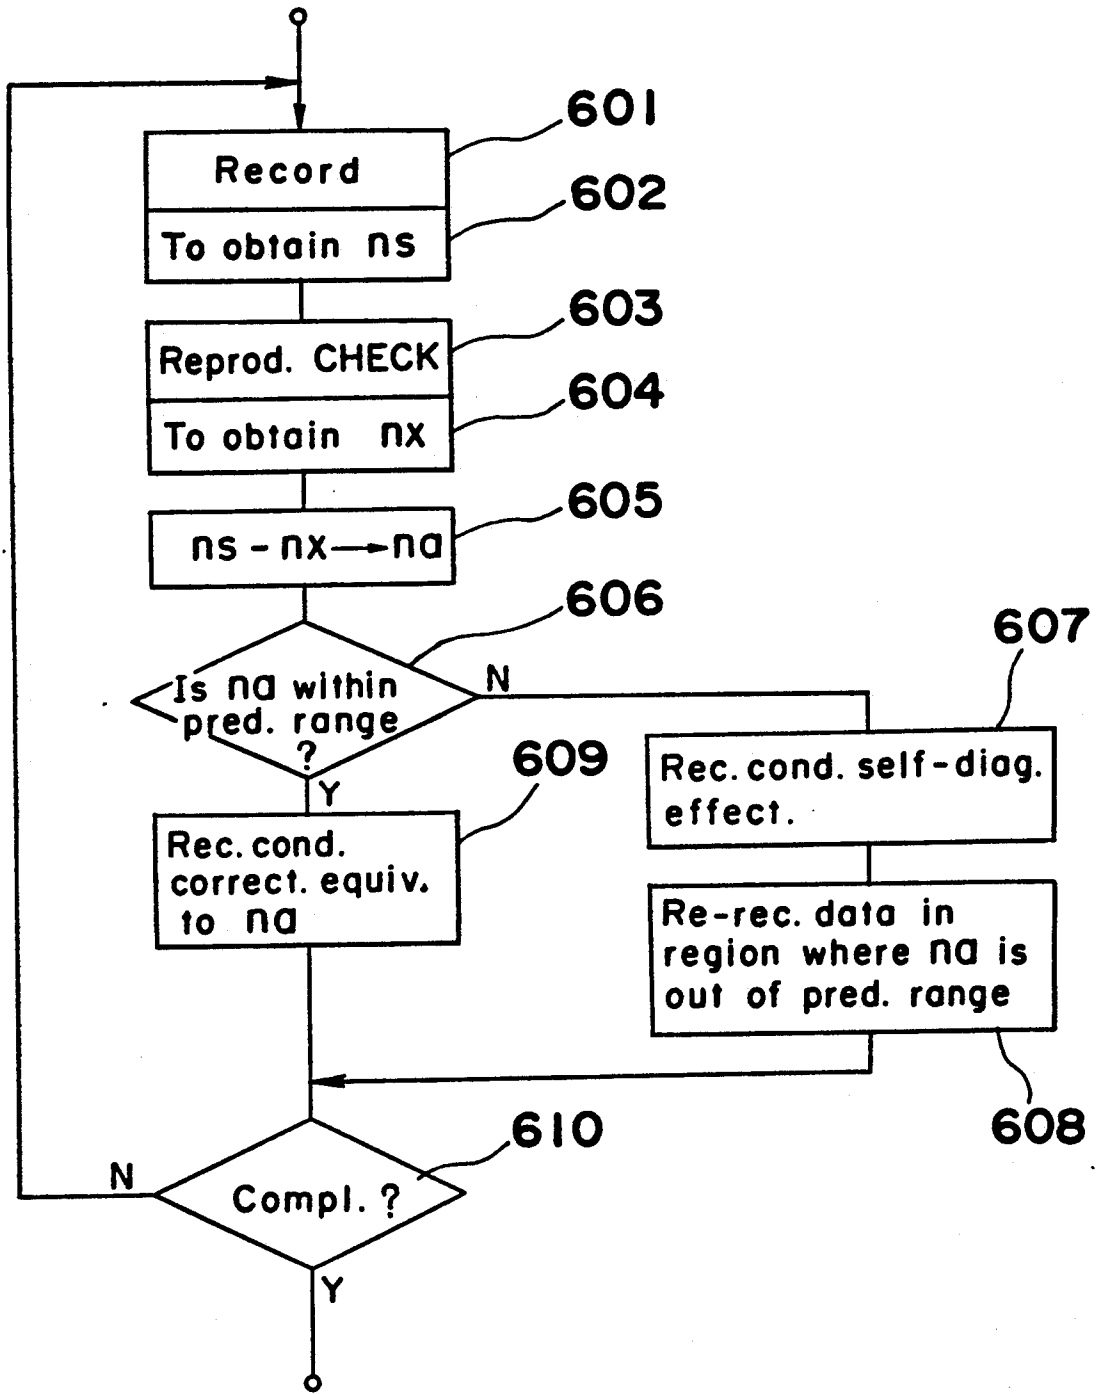 601
Record
602
To obtain ns
603
Reprod. CHECK
604
To obtain nx
605
ns - nx → na
606
607
Is na within
pred. range
?
N
Y
609
Rec. cond. self-diag.
effect.
Rec. cond.
correct. equiv.
to na
Re-rec. data in
region where na is
out of pred. range
608
610
N
Compl. ?
Y